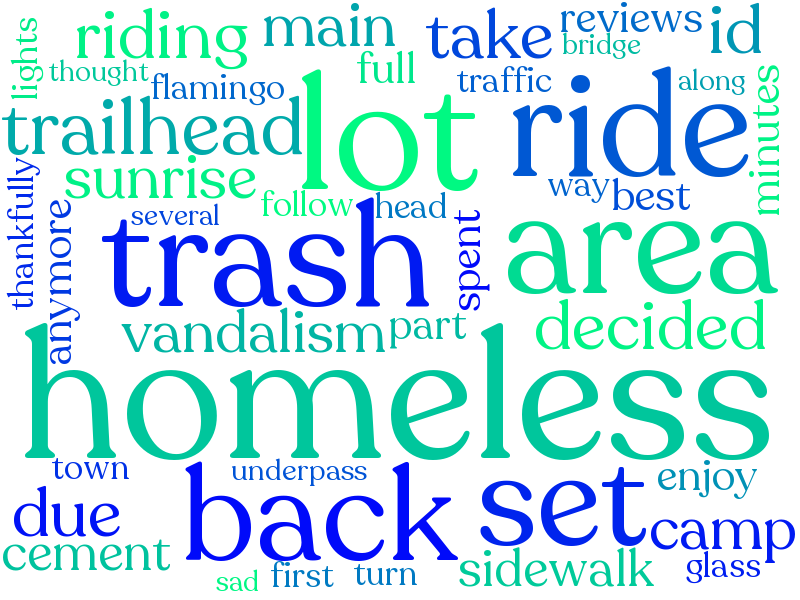 lights
riding
main
take
reviews
bridge
id
thought
flamingo
full
traffic
along
trailhead
lot
ride
minutes
sunrise
way
best
thankfully
anymore
several
follow
head
spent
trash
area
vandalism
part
decided
homeless
town
underpass
enjoy
due
back
set
camp
cement
sad
first
turn
sidewalk
glass